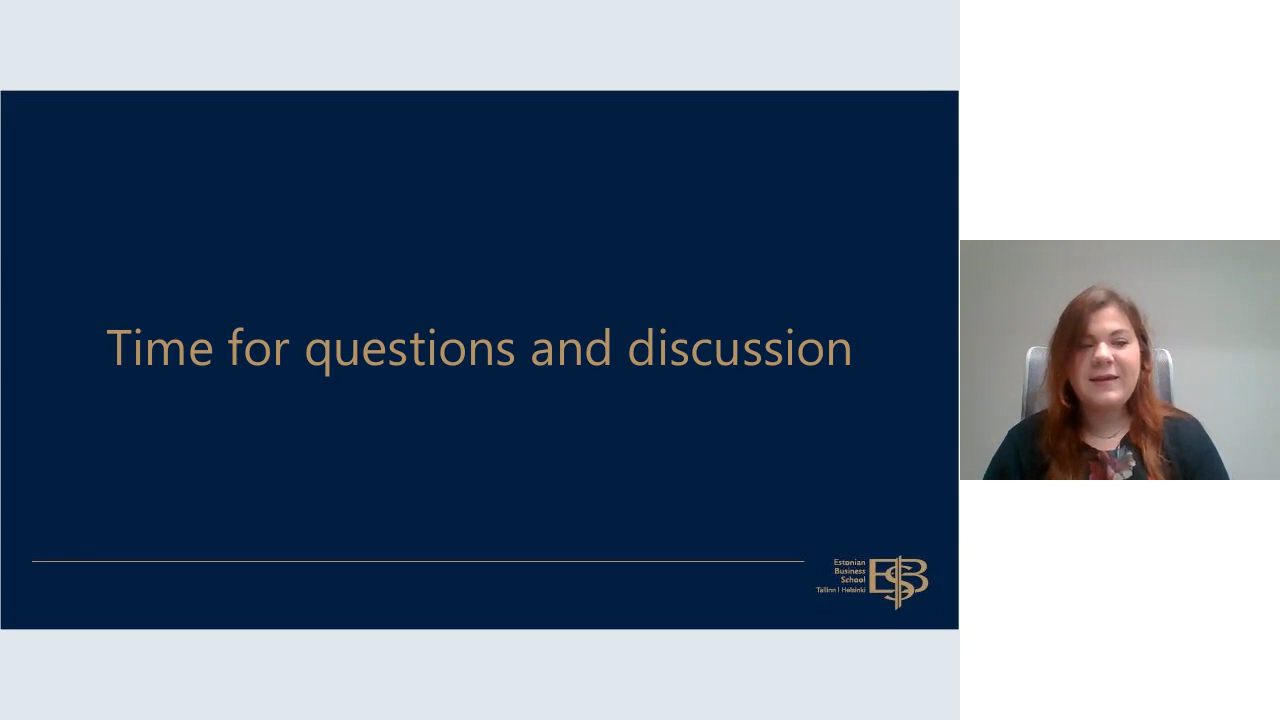 Time for questions and discussion
Estonian
Business
School
Tallinn | Helsinki
EBS